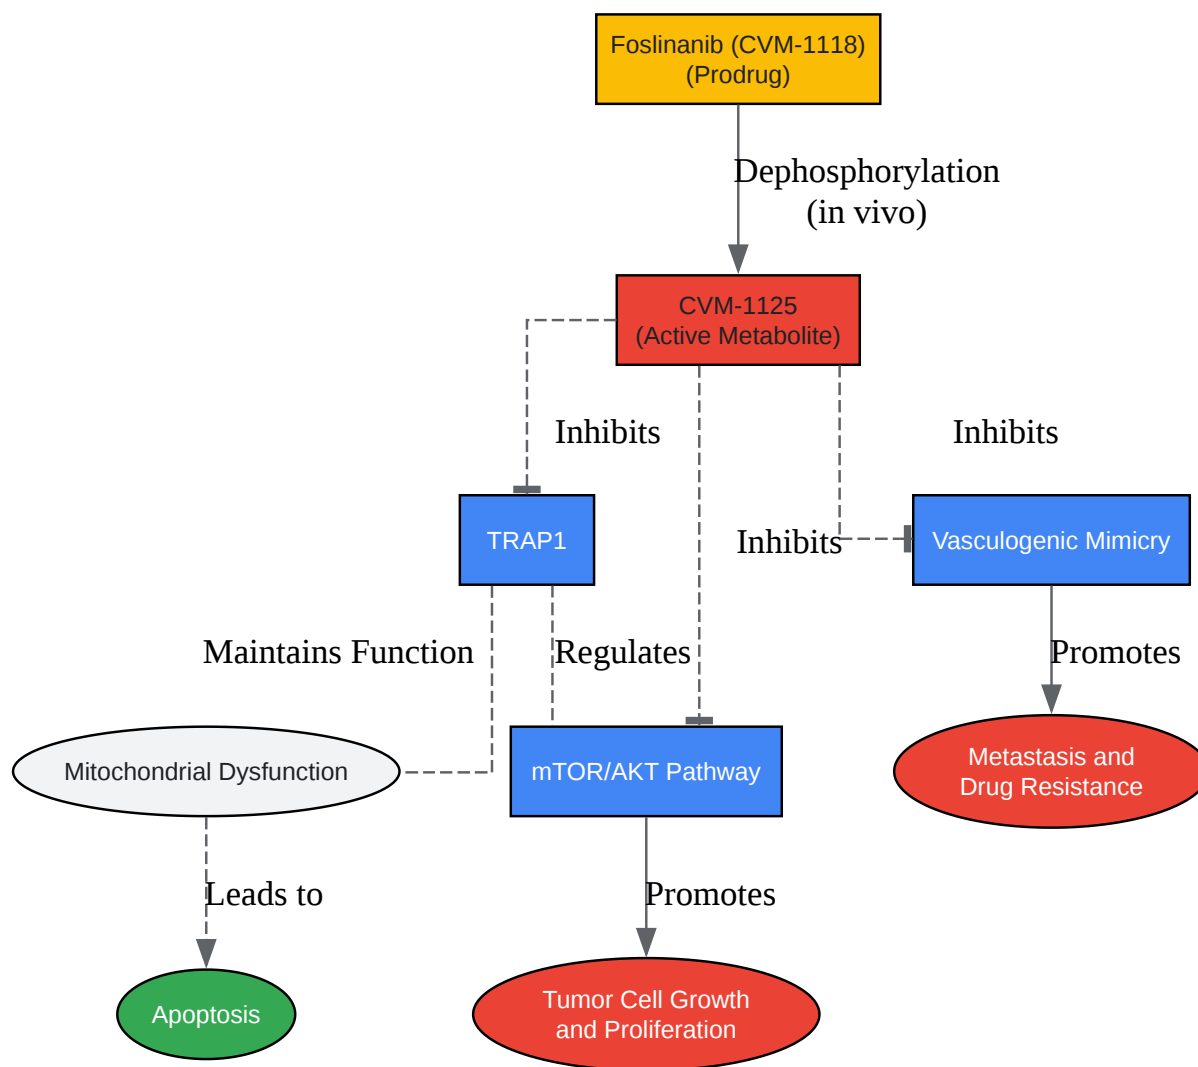 Foslinanib (CVM-1118)
(Prodrug)
Dephosphorylation
(in vivo)
CVM-1125
(Active Metabolite)
Inhibits
Inhibits
TRAP1
Inhibits
Vasculogenic Mimicry
Maintains Function
Regulates
Promotes
Mitochondrial Dysfunction
mTOR/AKT Pathway
Metastasis and
Drug Resistance
Leads to
Promotes
Apoptosis
Tumor Cell Growth
and Proliferation